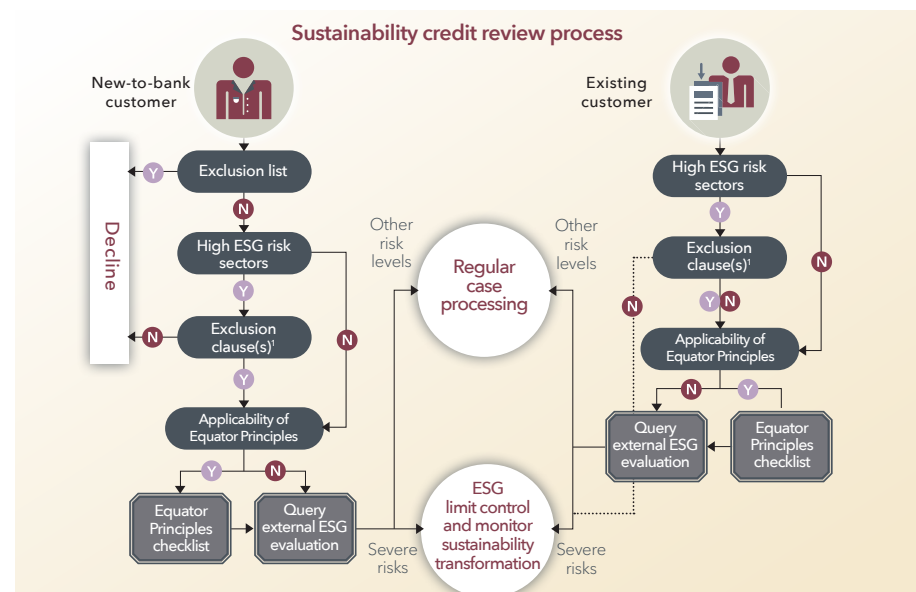 Sustainability credit review process
New-to-bank
customer
Existing
customer
Exclusion list
Y
N
Decline
High ESG risk
sectors
Y
N
Exclusion
clause(s)¹
N
Y
Applicability of
Equator Principles
Y
N
Equator
Principles
checklist
Query
external ESG
evaluation
Other
risk
levels
Regular
case
processing
Other
risk
levels
ESG
limit control
and monitor
sustainability
transformation
Severe
risks
Severe
risks
High ESG risk
sectors
Y
N
Exclusion
clause(s)¹
N
Y
N
Applicability of
Equator Principles
N
Y
Query
external ESG
evaluation
Equator
Principles
checklist